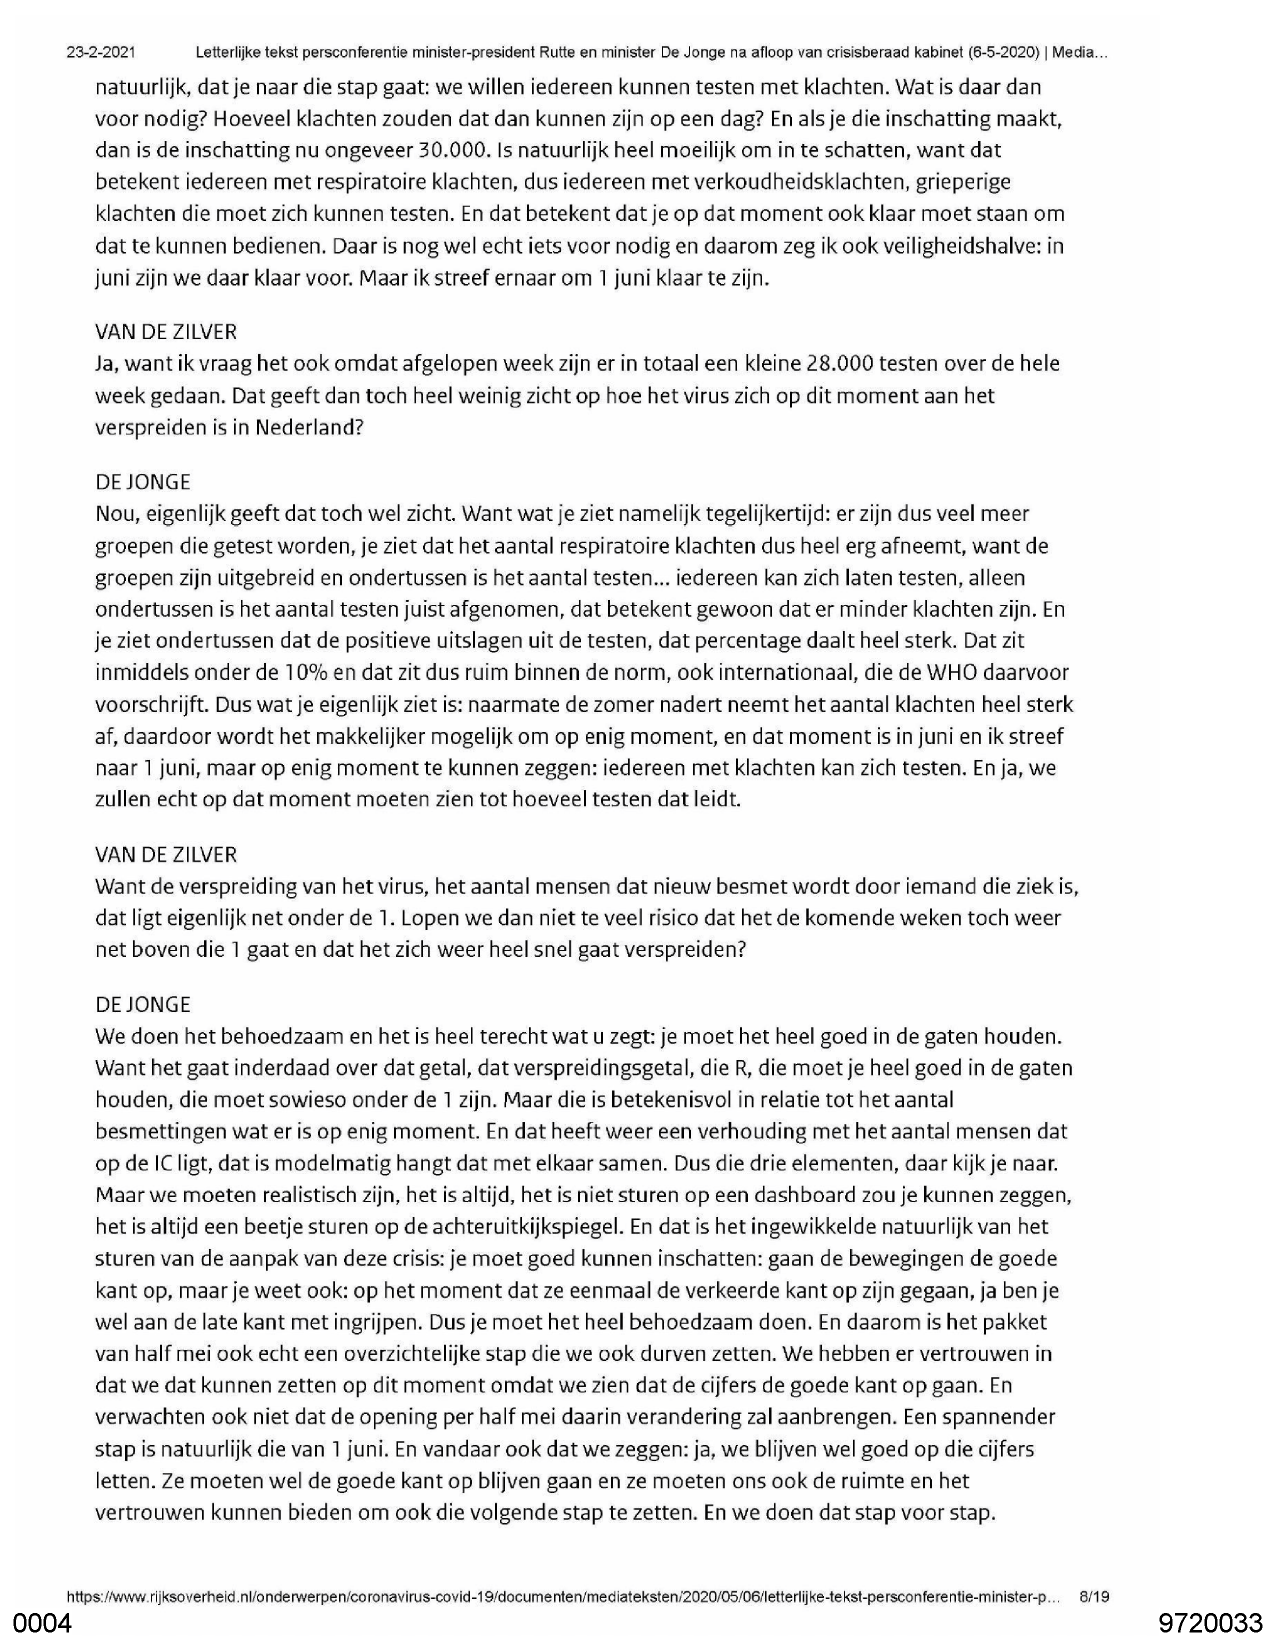 23-2-2021 Letterlijke tekst persconferentie minister-president Rutte en minister De Jonge na afloop van crisisberaad kabinet (6-5-2020) | Media...
natuurlijk, dat je naar die stap gaat: we willen iedereen kunnen testen met klachten. Wat is daar dan
voor nodig? Hoeveel klachten zouden dat dan kunnen zijn op een dag? En als je die inschatting maakt,
dan is de inschatting nu ongeveer 30.000. Is natuurlijk heel moeilijk om in te schatten, want dat
betekent iedereen met respiratoire klachten, dus iedereen met verkoudheidsklachten, grieperige
klachten die moet zich kunnen testen. En dat betekent dat je op dat moment ook klaar moet staan om
dat te kunnen bedienen. Daar is nog wel echt iets voor nodig en daarom zeg ik ook veiligheidshalve: in
juni zijn we daar klaar voor. Maar ik streef ernaar om 1 juni klaar te zijn.
VAN DE ZILVER
Ja, want ik vraag het ook omdat afgelopen week zijn er in totaal een kleine 28.000 testen over de hele
week gedaan. Dat geeft dan toch heel weinig zicht op hoe het virus zich op dit moment aan het
verspreiden is in Nederland?
DE JONGE
Nou, eigenlijk geeft dat toch wel zicht. Want wat je ziet namelijk tegelijkertijd: er zijn dus veel meer
groepen die getest worden, je ziet dat het aantal respiratoire klachten dus heel erg afneemt, want de
groepen zijn uitgebreid en ondertussen is het aantal testen... iedereen kan zich laten testen, alleen
ondertussen is het aantal testen juist afgenomen, dat betekent gewoon dat er minder klachten zijn. En
je ziet ondertussen dat de positieve uitslagen uit de testen, dat percentage daalt heel sterk. Dat zit
inmiddels onder de 10% en dat zit dus ruim binnen de norm, ook internationaal, die de WHO daarvoor
voorschrijft. Dus wat je eigenlijk ziet is: naarmate de zomer nadert neemt het aantal klachten heel sterk
af, daardoor wordt het makkelijker mogelijk om op enig moment, en dat moment is in juni en ik streef
naar 1 juni, maar op enig moment te kunnen zeggen: iedereen met klachten kan zich testen. En ja, we
zullen echt op dat moment moeten zien tot hoeveel testen dat leidt.
VAN DE ZILVER
Want de verspreiding van het virus, het aantal mensen dat nieuw besmet wordt door iemand die ziek is,
dat ligt eigenlijk net onder de 1. Lopen we dan niet te veel risico dat het de komende weken toch weer
net boven die 1 gaat en dat het zich weer heel snel gaat verspreiden?
DE JONGE
We doen het behoedzaam en het is heel terecht wat u zegt: je moet het heel goed in de gaten houden.
Want het gaat inderdaad over dat getal, dat verspreidingsgetal, die R, die moet je heel goed in de gaten
houden, die moet sowieso onder de 1 zijn. Maar die is betekenisvol in relatie tot het aantal
besmettingen wat er is op enig moment. En dat heeft weer een verhouding met het aantal mensen dat
op de IC ligt, dat is modelmatig hangt dat met elkaar samen. Dus die drie elementen, daar kijk je naar.
Maar we moeten realistisch zijn, het is altijd, het is niet sturen op een dashboard zou je kunnen zeggen,
het is altijd een beetje sturen op de achteruitkijkspiegel. En dat is het ingewikkelde natuurlijk van het
sturen van de aanpak van deze crisis: je moet goed kunnen inschatten: gaan de bewegingen de goede
kant op, maar je weet ook: op het moment dat ze eenmaal de verkeerde kant op zijn gegaan, ja ben je
wel aan de late kant met ingrijpen. Dus je moet het heel behoedzaam doen. En daarom is het pakket
van half mei ook echt een overzichtelijke stap die we ook durven zetten. We hebben er vertrouwen in
dat we dat kunnen zetten op dit moment omdat we zien dat de cijfers de goede kant op gaan. En
verwachten ook niet dat de opening per half mei daarin verandering zal aanbrengen. Een spannender
stap is natuurlijk die van 1 juni. En vandaar ook dat we zeggen: ja, we blijven wel goed op die cijfers
letten. Ze moeten wel de goede kant op blijven gaan en ze moeten ons ook de ruimte en het
vertrouwen kunnen bieden om ook die volgende stap te zetten. En we doen dat stap voor stap.
https://www.rijksoverheid.nl/onderwerpen/coronavirus-covid-19/documenten/mediateksten/2020/05/06/letterlijke-tekst-persconferentie-minister-p... 8/19
0004 9720033